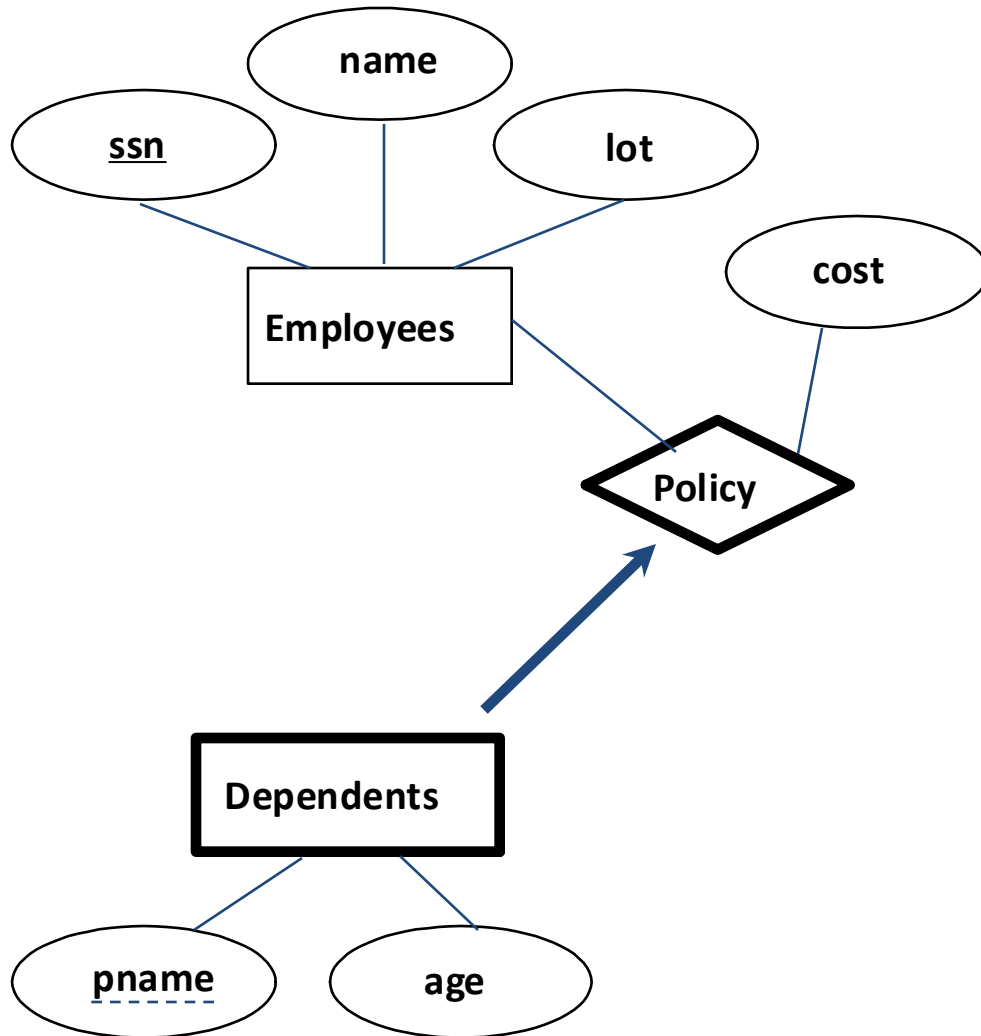 name
ssn
lot
cost
Employees
Policy
Dependents
pname
age